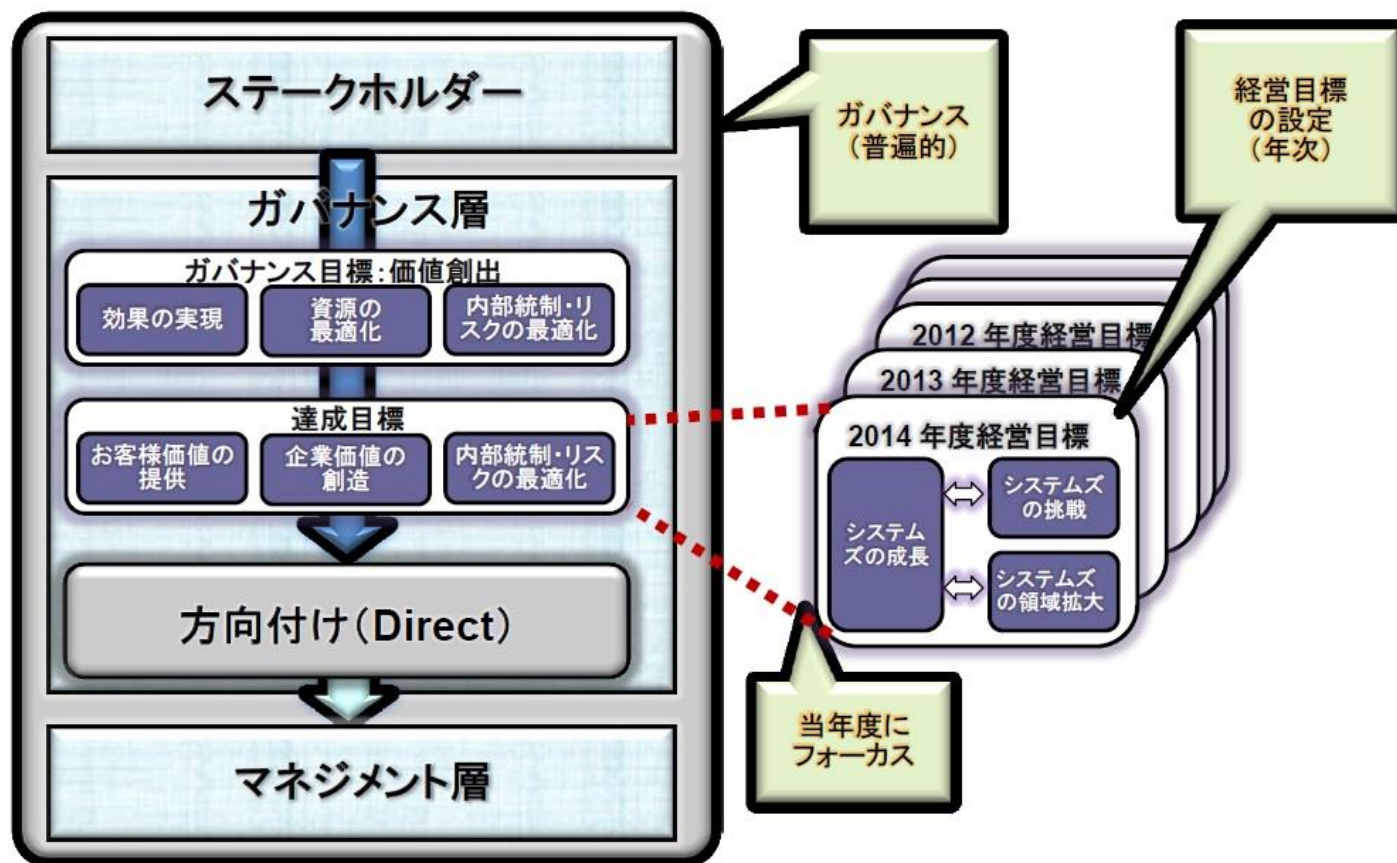 ステークホルダー
ガバナンス層
ガバナンス目標:価値創出
効果の実現
資源の
最適化
内部統制・リ
スクの最適化
達成目標
お客様価値の
提供
企業価値の
創造
内部統制・リス
クの最適化
方向付け(Direct)
マネジメント層
ガバナンス
(普遍的)
経営目標
の設定
(年次)
2012 年度経営目標
2013 年度経営目標
2014 年度経営目標
システム
ズの成長
システムズ
の挑戦
システムズ
の領域拡大
当年度に
フォーカス